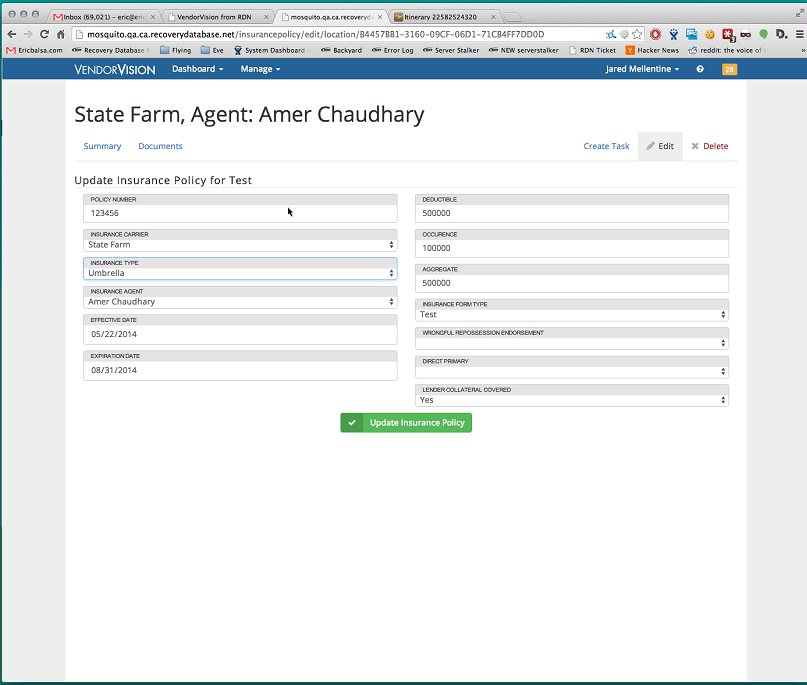 Inbox (69,021) – eric@eric
VendorVision from RDN
mosquito.qa.ca.recoveryda
Itinerary 22582524320
mosquito.qa.ca.recoverydatabase.net/insurancepolicy/edit/location/B4457BB1-3160-09CF-06D1-71CB4FF7DD0D
Ericbalsa.com Recovery Database Flying Eve System Dashboard Backyard Error Log Server Stalker NEW serverstalker RDN Ticket Hacker News reddit: the voice of
VENDORVISION Dashboard Manage Jared Mellentine ? 28
State Farm, Agent: Amer Chaudhary
Summary Documents Create Task Edit Delete
Update Insurance Policy for Test
POLICY NUMBER
123456
INSURANCE CARRIER
State Farm
INSURANCE TYPE
Umbrella
INSURANCE AGENT
Amer Chaudhary
EFFECTIVE DATE
05/22/2014
EXPIRATION DATE
08/31/2014
DEDUCTIBLE
500000
OCCURENCE
100000
AGGREGATE
500000
INSURANCE FORM TYPE
Test
WRONGFUL REPOSSESSION ENDORSEMENT
DIRECT PRIMARY
LENDER COLLATERAL COVERED
Yes
Update Insurance Policy